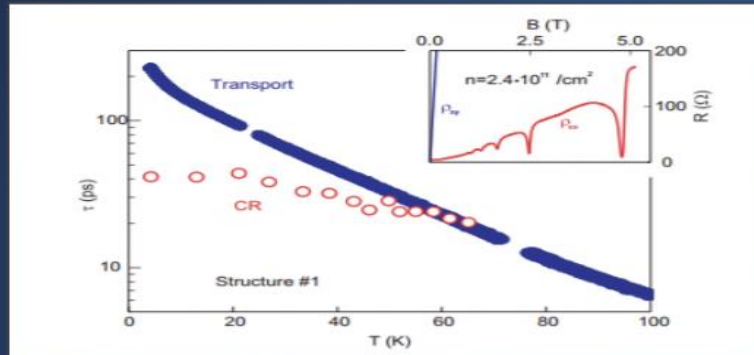 B (T)
0.0 2.5 5.0
200
n=2.4·10¹¹ /cm²
100
R (Ω)
ρxy
ρxx
0
Transport
100
τ (ps)
CR
10
Structure #1
0 20 40 60 80 100
T (K)